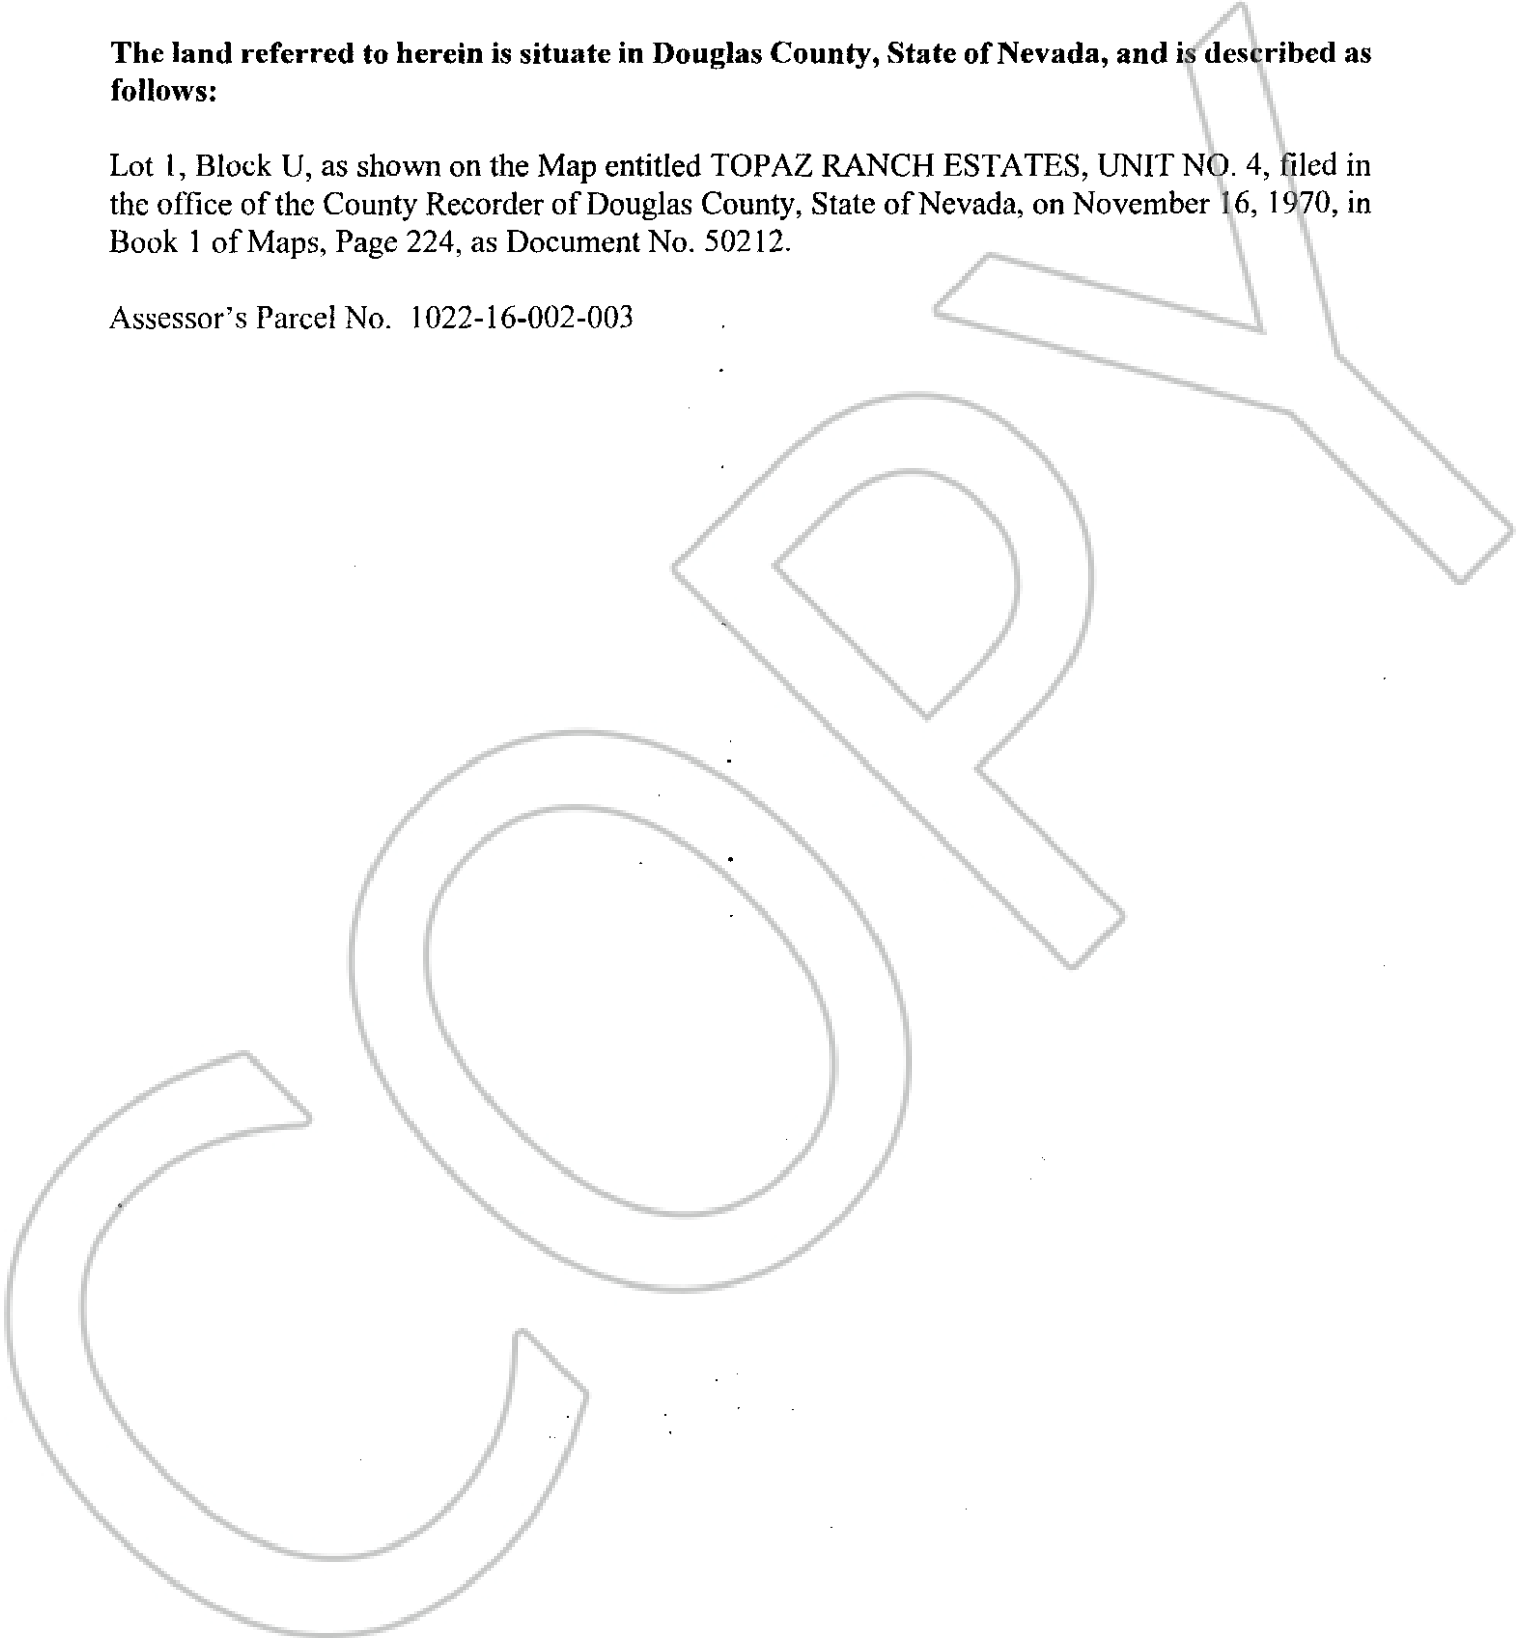 The land referred to herein is situate in Douglas County, State of Nevada, and is described as
follows:
Lot 1, Block U, as shown on the Map entitled TOPAZ RANCH ESTATES, UNIT NO. 4, filed in
the office of the County Recorder of Douglas County, State of Nevada, on November 16, 1970, in
Book 1 of Maps, Page 224, as Document No. 50212.
Assessor's Parcel No. 1022-16-002-003
COPY